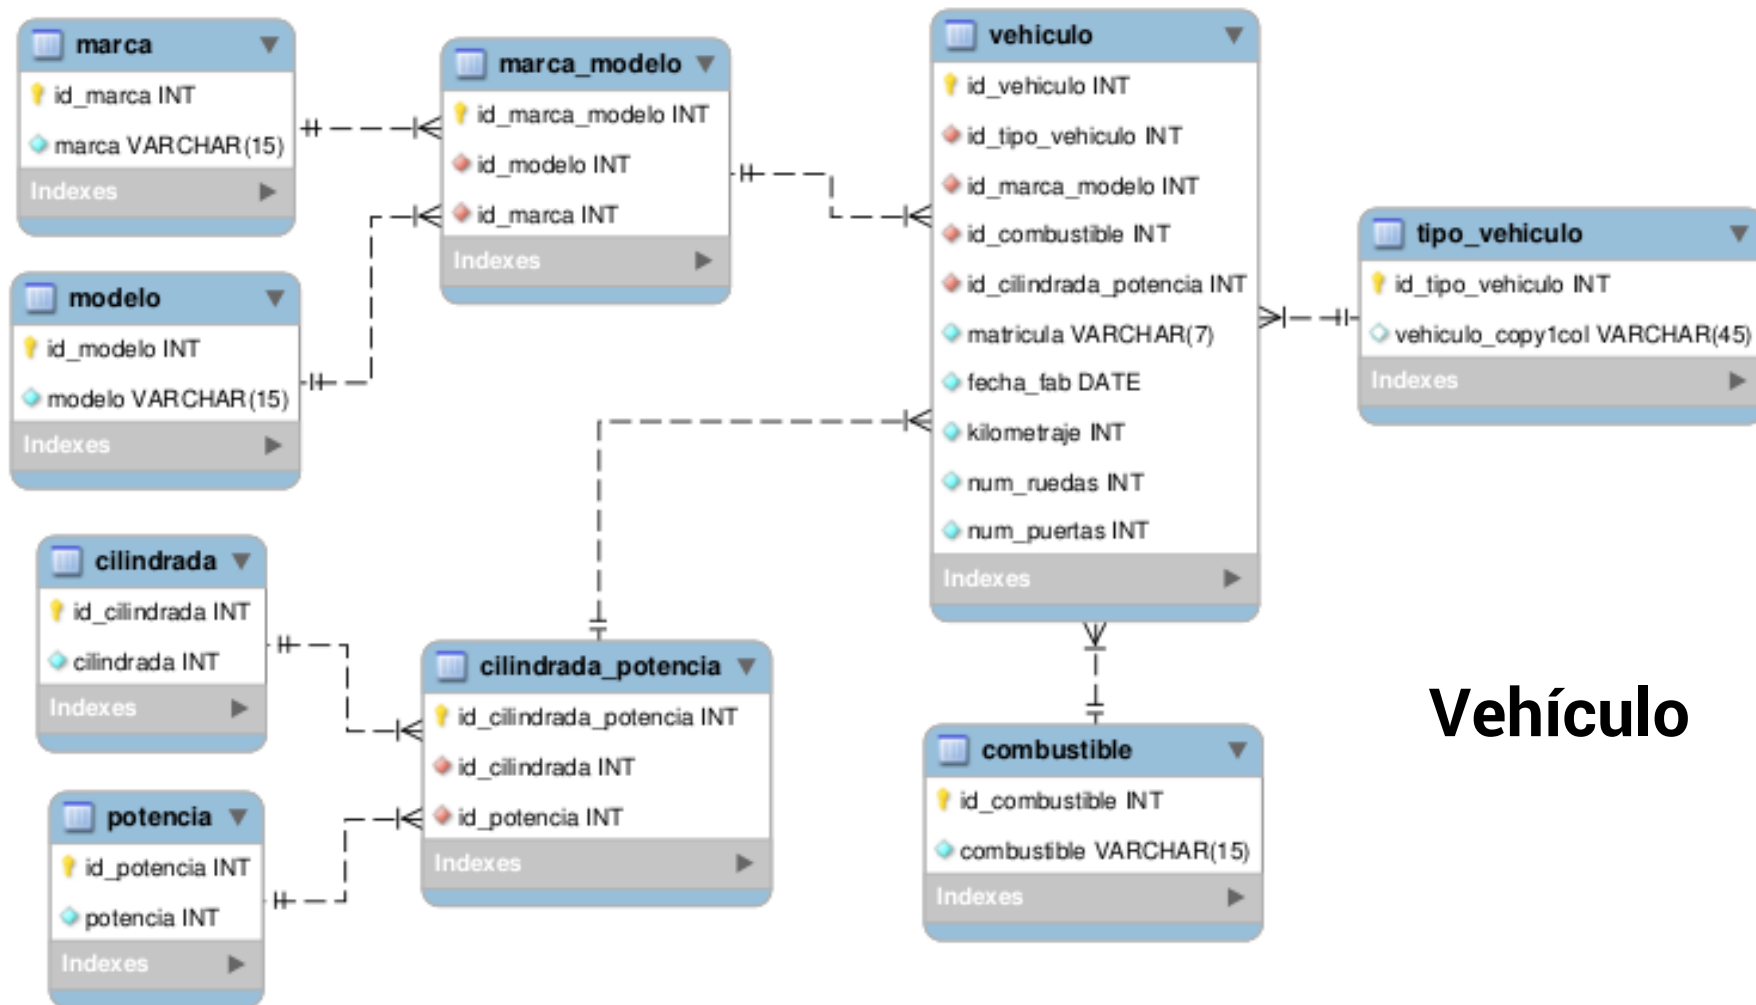 marca
id_marca INT
marca VARCHAR(15)
Indexes
modelo
id_modelo INT
modelo VARCHAR(15)
Indexes
cilindrada
id_cilindrada INT
cilindrada INT
Indexes
potencia
id_potencia INT
potencia INT
Indexes
marca_modelo
id_marca_modelo INT
id_modelo INT
id_marca INT
Indexes
cilindrada_potencia
id_cilindrada_potencia INT
id_cilindrada INT
id_potencia INT
Indexes
vehiculo
id_vehiculo INT
id_tipo_vehiculo INT
id_marca_modelo INT
id_combustible INT
id_cilindrada_potencia INT
matricula VARCHAR(7)
fecha_fab DATE
kilometraje INT
num_ruedas INT
num_puertas INT
Indexes
combustible
id_combustible INT
combustible VARCHAR(15)
Indexes
tipo_vehiculo
id_tipo_vehiculo INT
vehiculo_copy1col VARCHAR(45)
Indexes
Vehículo